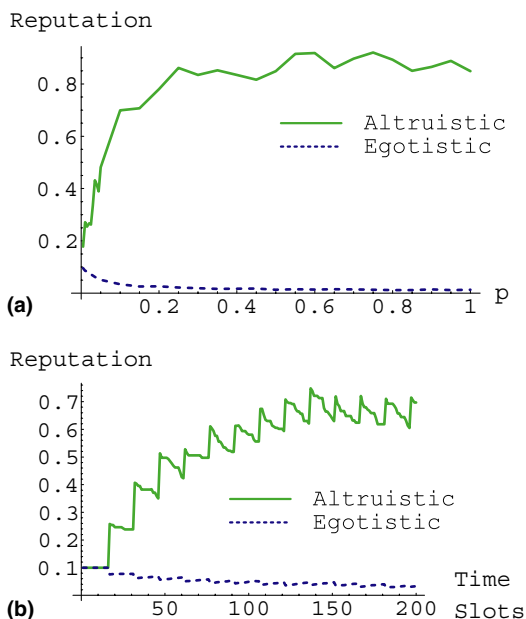 Reputation
0.8
Altruistic
Egotistic
0.6
0.4
0.2
(a)
0.2 0.4 0.6 0.8 1 p
Reputation
0.7
0.6
0.5
0.4
Altruistic
0.3
Egotistic
0.2
0.1
Time
(b)
50 100 150 200 Slots